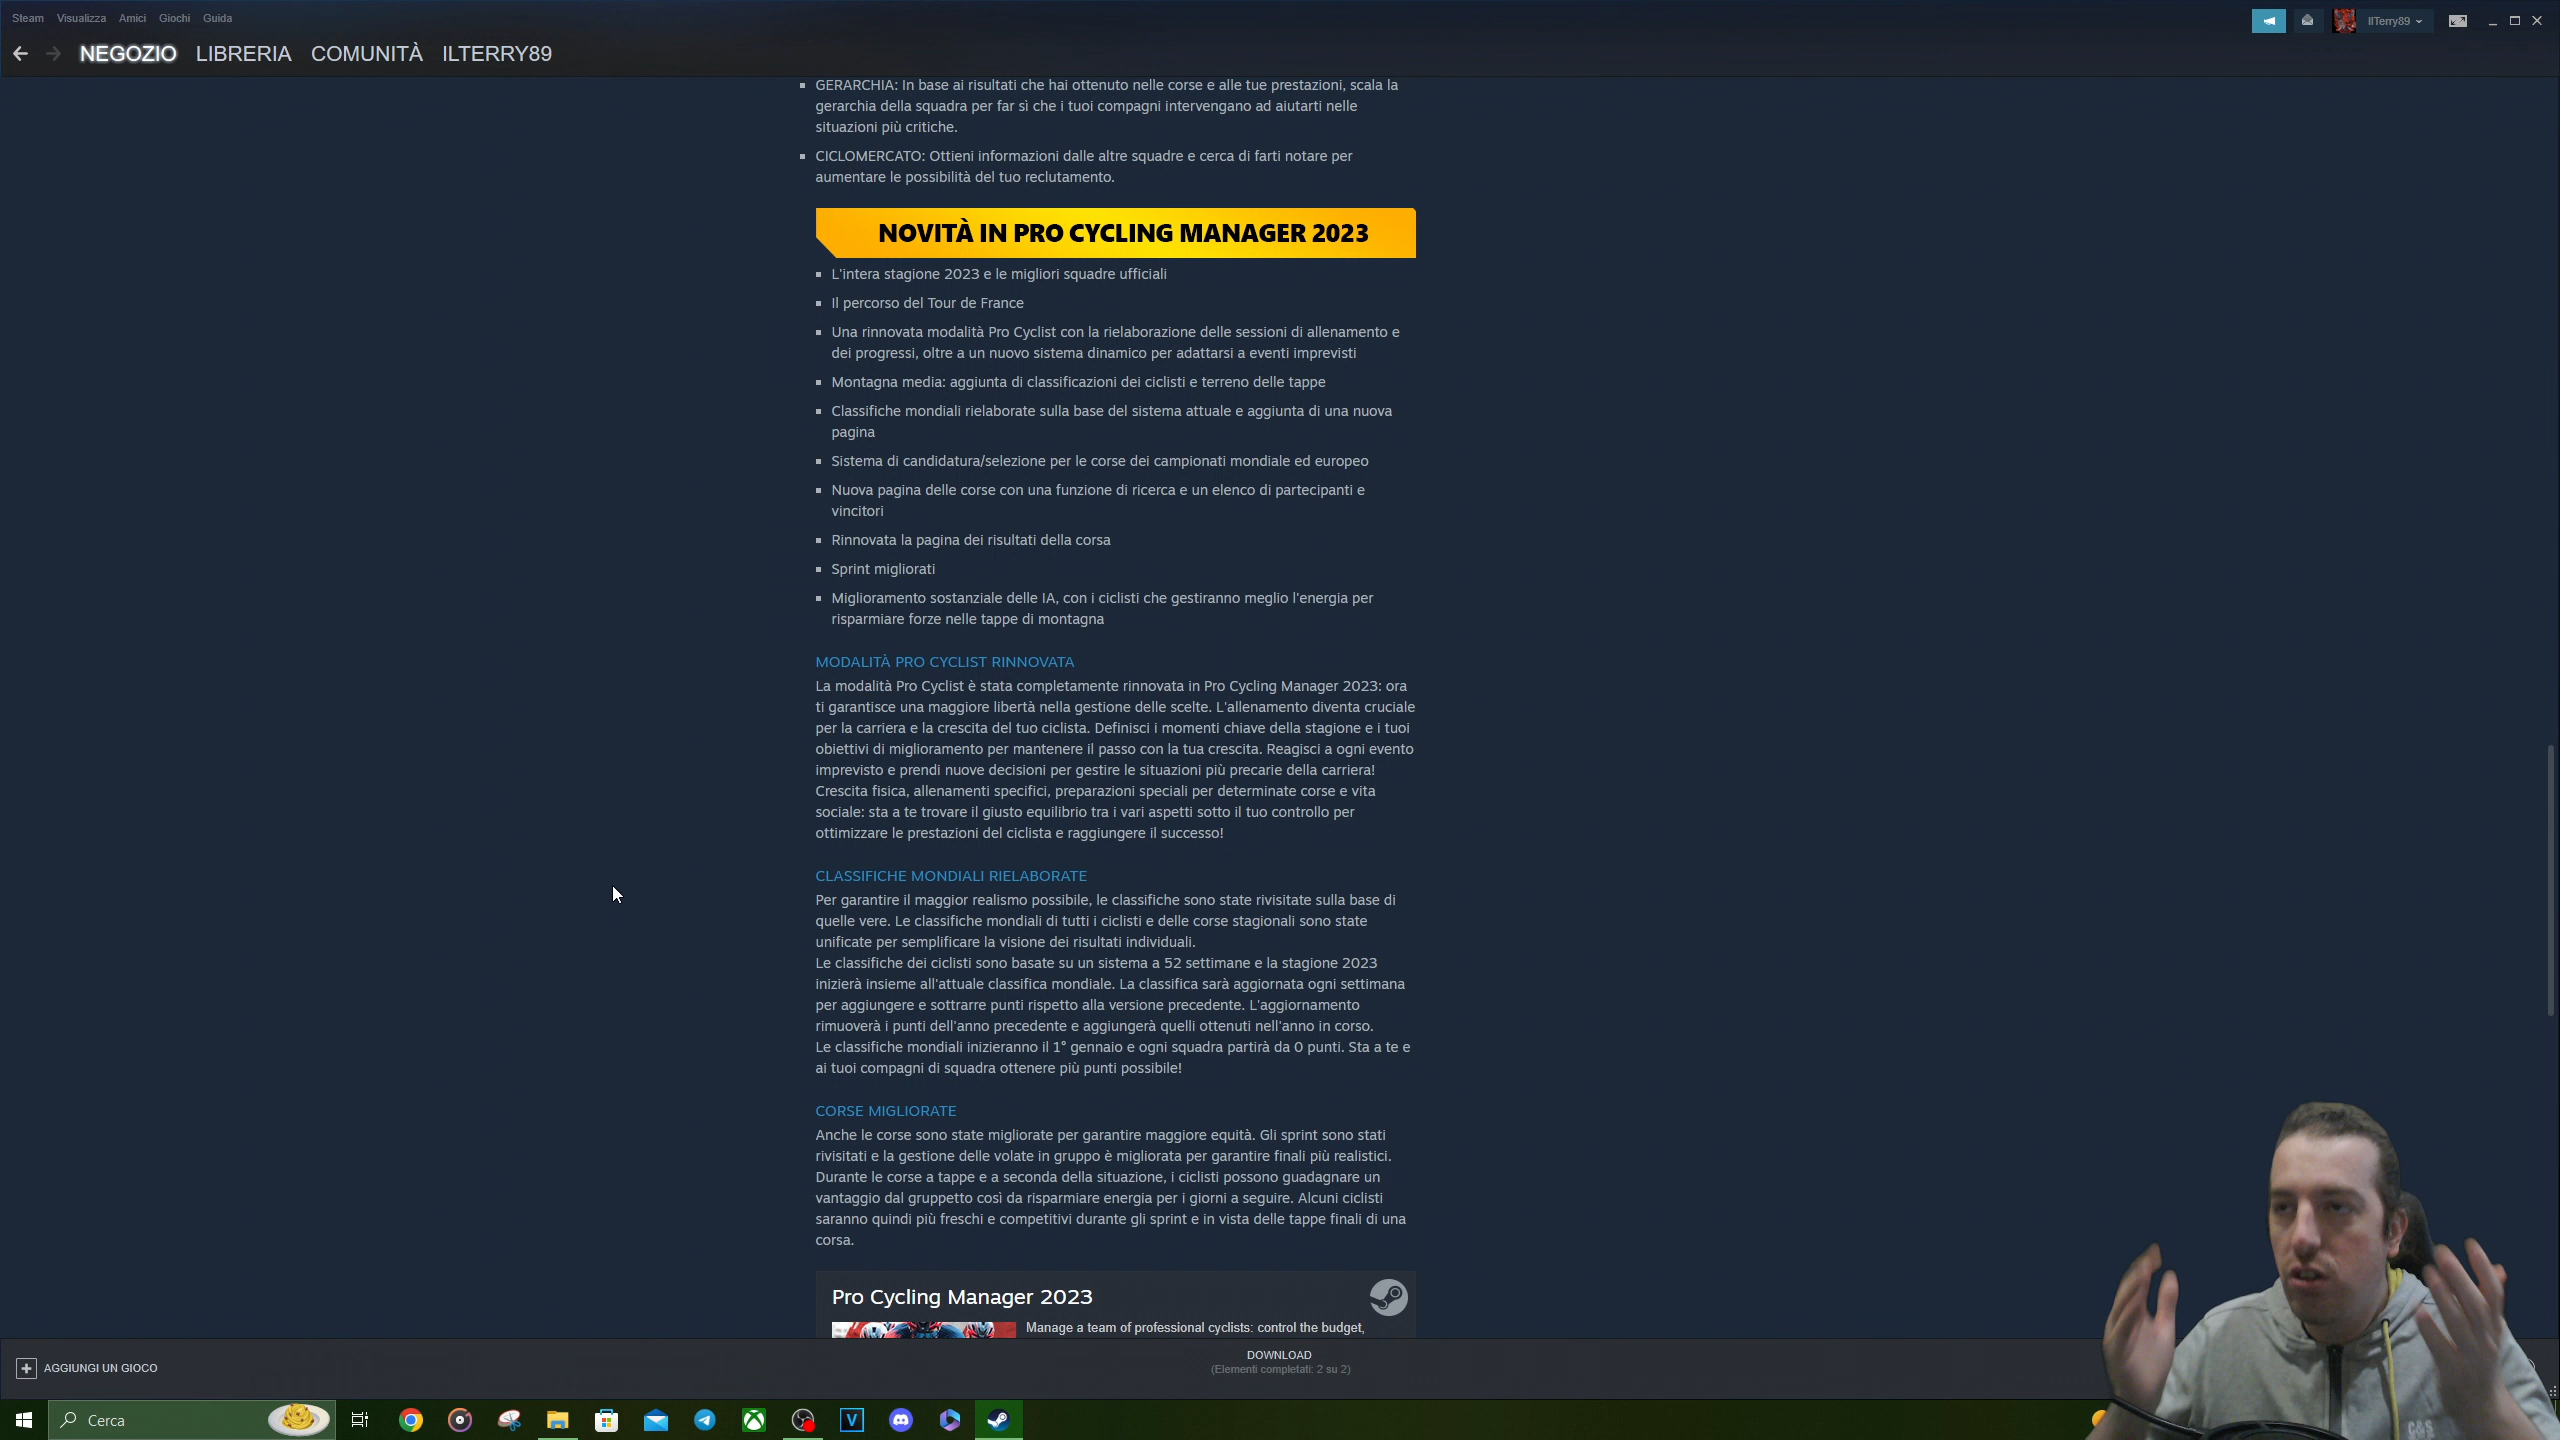 Steam Visualizza Amici Giochi Guida
IlTerry89
NEGOZIO LIBRERIA COMUNITÀ ILTERRY89
GERARCHIA: In base ai risultati che hai ottenuto nelle corse e alle tue prestazioni, scala la
gerarchia della squadra per far sì che i tuoi compagni intervengano ad aiutarti nelle
situazioni più critiche.
CICLOMERCATO: Ottieni informazioni dalle altre squadre e cerca di farti notare per
aumentare le possibilità del tuo reclutamento.
NOVITÀ IN PRO CYCLING MANAGER 2023
L'intera stagione 2023 e le migliori squadre ufficiali
Il percorso del Tour de France
Una rinnovata modalità Pro Cyclist con la rielaborazione delle sessioni di allenamento e
dei progressi, oltre a un nuovo sistema dinamico per adattarsi a eventi imprevisti
Montagna media: aggiunta di classificazioni dei ciclisti e terreno delle tappe
Classifiche mondiali rielaborate sulla base del sistema attuale e aggiunta di una nuova
pagina
Sistema di candidatura/selezione per le corse dei campionati mondiale ed europeo
Nuova pagina delle corse con una funzione di ricerca e un elenco di partecipanti e
vincitori
Rinnovata la pagina dei risultati della corsa
Sprint migliorati
Miglioramento sostanziale delle IA, con i ciclisti che gestiranno meglio l'energia per
risparmiare forze nelle tappe di montagna
MODALITÀ PRO CYCLIST RINNOVATA
La modalità Pro Cyclist è stata completamente rinnovata in Pro Cycling Manager 2023: ora
ti garantisce una maggiore libertà nella gestione delle scelte. L'allenamento diventa cruciale
per la carriera e la crescita del tuo ciclista. Definisci i momenti chiave della stagione e i tuoi
obiettivi di miglioramento per mantenere il passo con la tua crescita. Reagisci a ogni evento
imprevisto e prendi nuove decisioni per gestire le situazioni più precarie della carriera!
Crescita fisica, allenamenti specifici, preparazioni speciali per determinate corse e vita
sociale: sta a te trovare il giusto equilibrio tra i vari aspetti sotto il tuo controllo per
ottimizzare le prestazioni del ciclista e raggiungere il successo!
CLASSIFICHE MONDIALI RIELABORATE
Per garantire il maggior realismo possibile, le classifiche sono state rivisitate sulla base di
quelle vere. Le classifiche mondiali di tutti i ciclisti e delle corse stagionali sono state
unificate per semplificare la visione dei risultati individuali.
Le classifiche dei ciclisti sono basate su un sistema a 52 settimane e la stagione 2023
inizierà insieme all'attuale classifica mondiale. La classifica sarà aggiornata ogni settimana
per aggiungere e sottrarre punti rispetto alla versione precedente. L'aggiornamento
rimuoverà i punti dell'anno precedente e aggiungerà quelli ottenuti nell'anno in corso.
Le classifiche mondiali inizieranno il 1° gennaio e ogni squadra partirà da 0 punti. Sta a te e
ai tuoi compagni di squadra ottenere più punti possibile!
CORSE MIGLIORATE
Anche le corse sono state migliorate per garantire maggiore equità. Gli sprint sono stati
rivisitati e la gestione delle volate in gruppo è migliorata per garantire finali più realistici.
Durante le corse a tappe e a seconda della situazione, i ciclisti possono guadagnare un
vantaggio dal gruppetto così da risparmiare energia per i giorni a seguire. Alcuni ciclisti
saranno quindi più freschi e competitivi durante gli sprint e in vista delle tappe finali di una
corsa.
Pro Cycling Manager 2023
Manage a team of professional cyclists: control the budget,
AGGIUNGI UN GIOCO
DOWNLOAD
(Elementi completati: 2 su 2)
Cerca
V
C&S